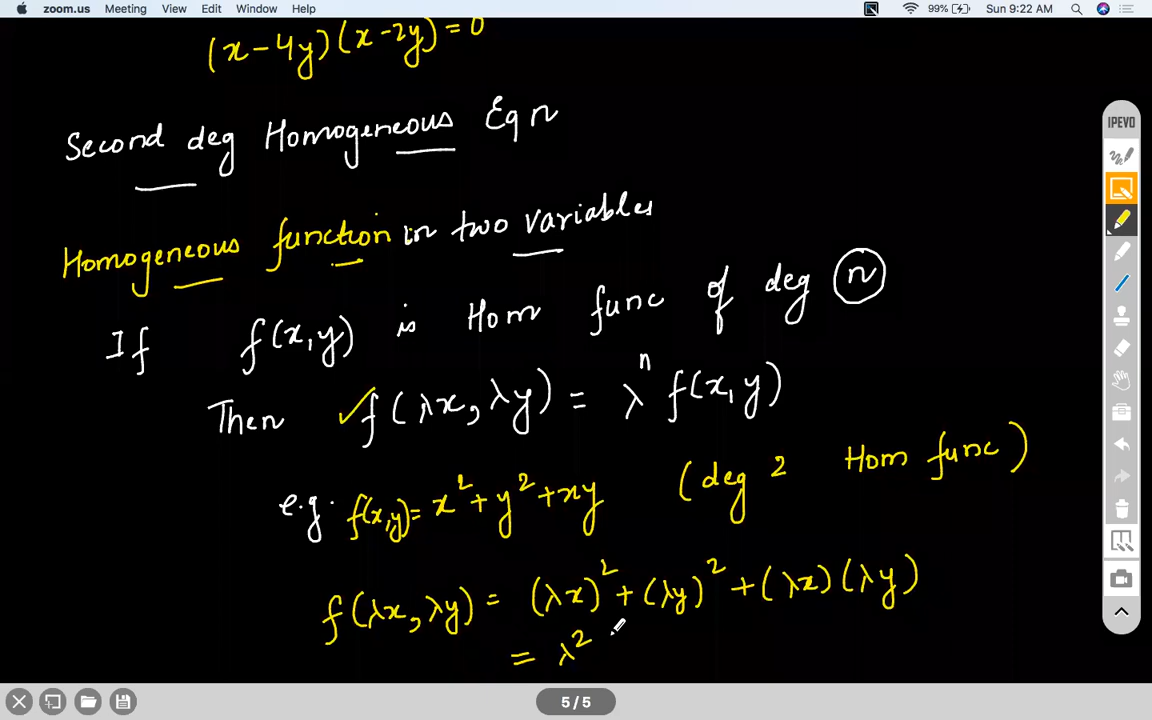 zoom.us Meeting View Edit Window Help 99% Sun 9:22 AM
(x-4y)(x-2y)=0
Second deg Homogeneous Eqn
IPEVO
Homogeneous function in two variables
If f(x,y) is Hom func of deg n
Then ✓f(λx, λy) = λⁿ f(x,y)
e.g. f(x,y)= x²+y²+xy (deg 2 Hom func)
f(λx, λy) = (λx)²+(λy)²+(λx)(λy)
= λ²
5/5